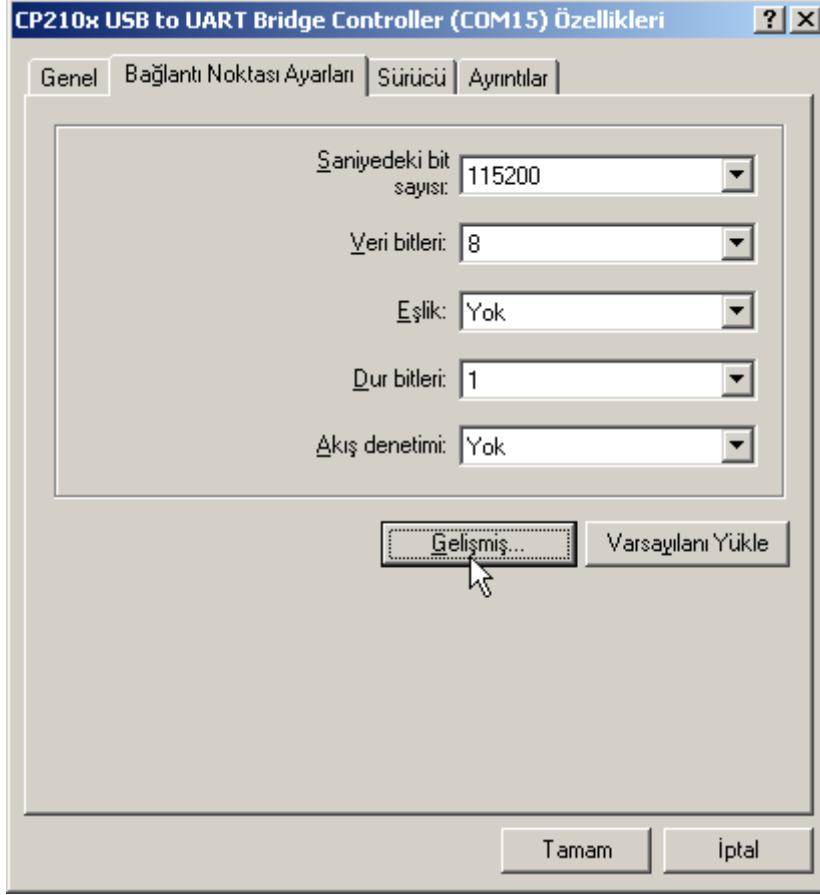 CP210x USB to UART Bridge Controller (COM15) Özellikleri
Genel Bağlantı Noktası Ayarları Sürücü Ayrıntılar
Saniyedeki bit
sayısı: 115200
Veri bitleri: 8
Eşlik: Yok
Dur bitleri: 1
Akış denetimi: Yok
Gelişmiş... Varsayılanı Yükle
Tamam İptal